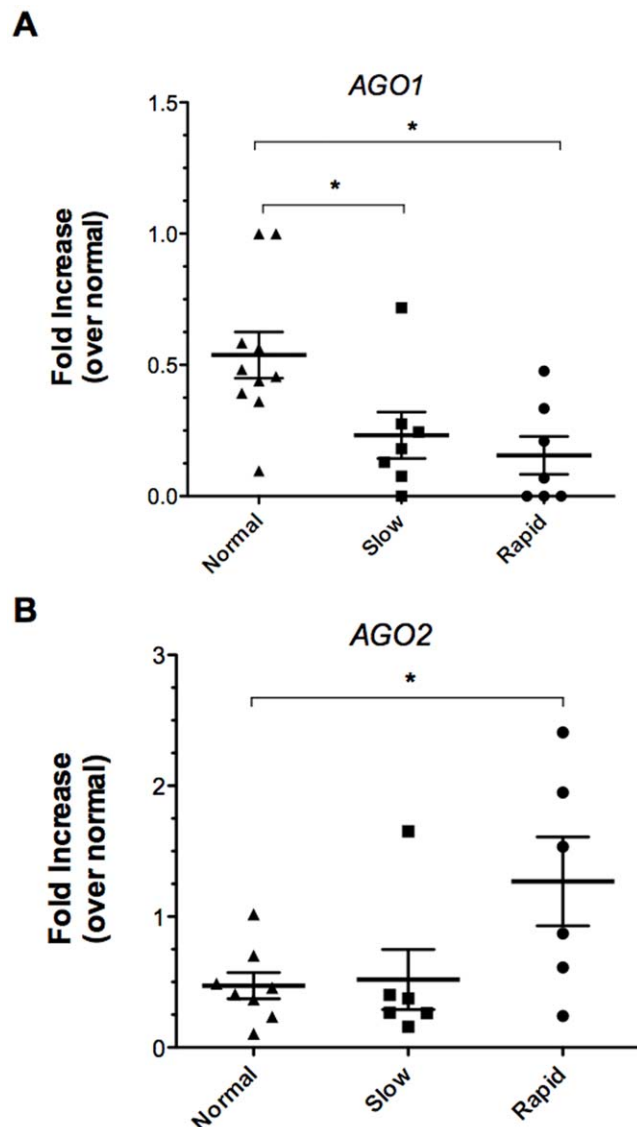 A
AGO1
1.5
1.0
0.5
0.0
Fold Increase
(over normal)
*
*
Normal
Slow
Rapid
B
AGO2
3
2
1
0
Fold Increase
(over normal)
*
Normal
Slow
Rapid